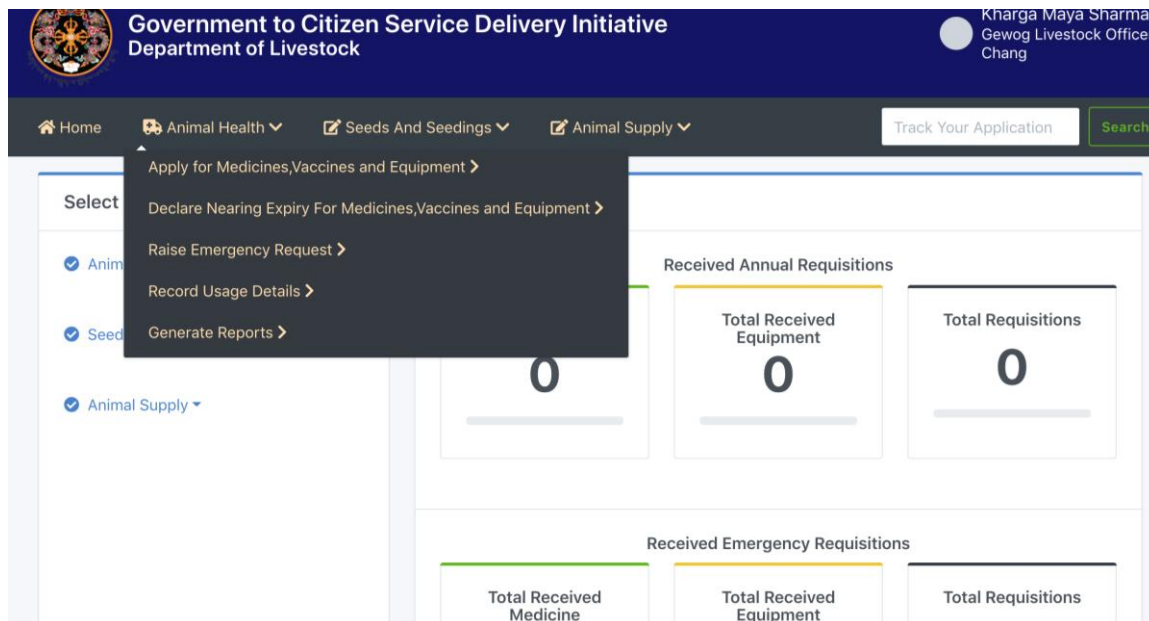 Government to Citizen Service Delivery Initiative
Department of Livestock
Kharga Maya Sharma
Gewog Livestock Officer
Chang
Home
Animal Health
Seeds And Seedings
Animal Supply
Track Your Application
Search
Apply for Medicines,Vaccines and Equipment
Declare Nearing Expiry For Medicines,Vaccines and Equipment
Raise Emergency Request
Record Usage Details
Generate Reports
Select
Anim
Seed
Animal Supply
Received Annual Requisitions
0
Total Received
Equipment
0
Total Requisitions
0
Received Emergency Requisitions
Total Received
Medicine
Total Received
Equipment
Total Requisitions